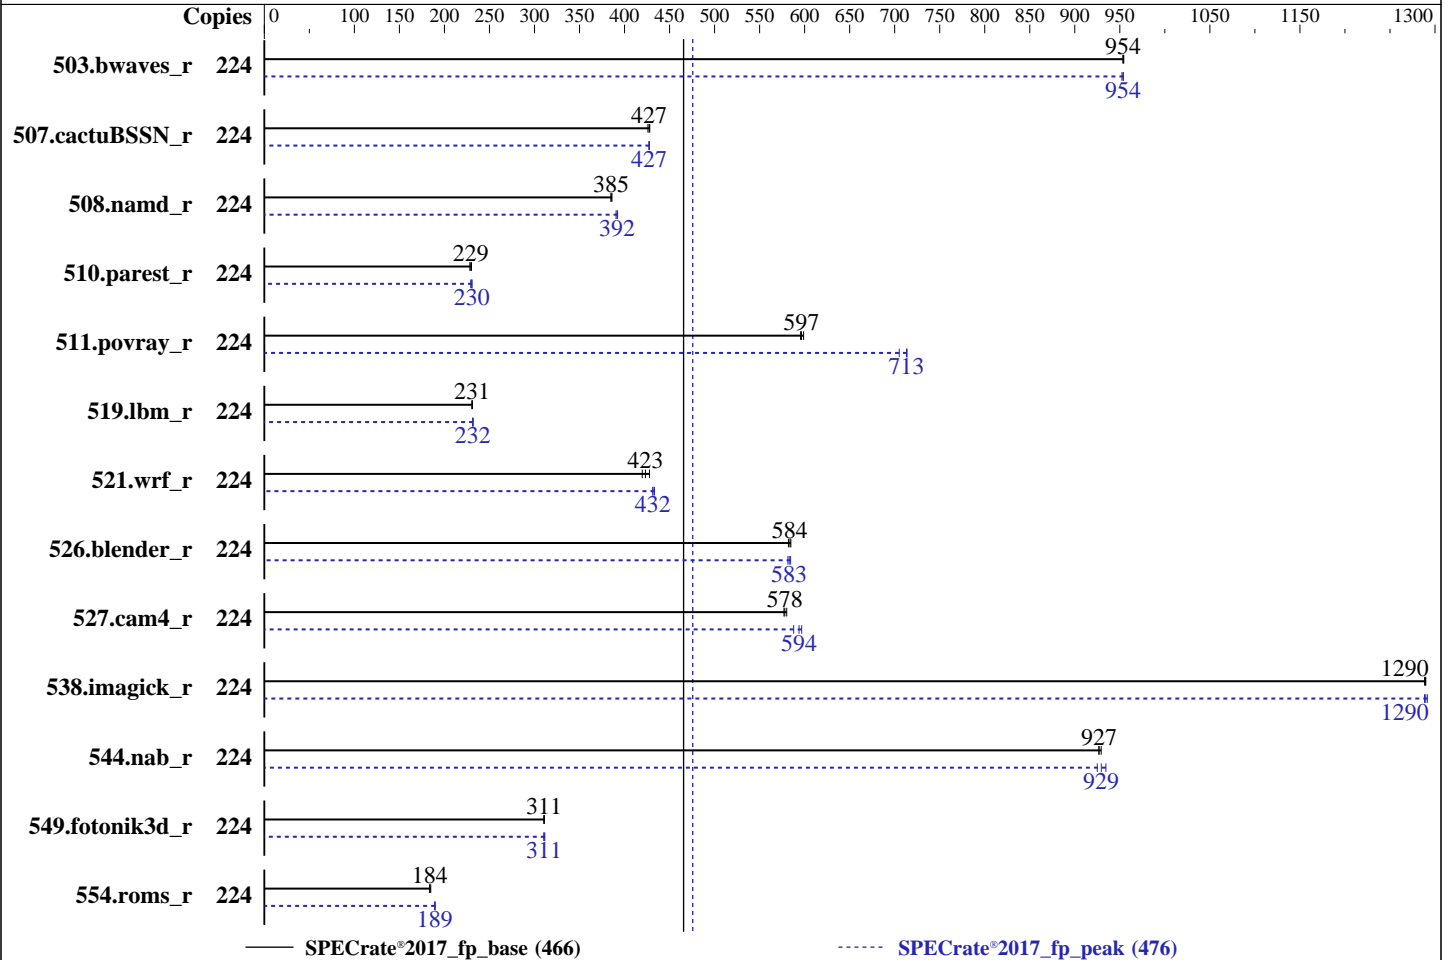 Copies 0 100 150 200 250 300 350 400 450 500 550 600 650 700 750 800 850 900 950 1050 1150 1300
503.bwaves_r 224 954
954
507.cactuBSSN_r 224 427
427
508.namd_r 224 385
392
510.parest_r 224 229
230
511.povray_r 224 597
713
519.lbm_r 224 231
232
521.wrf_r 224 423
432
526.blender_r 224 584
583
527.cam4_r 224 578
594
538.imagick_r 224 1290
1290
544.nab_r 224 927
929
549.fotonik3d_r 224 311
311
554.roms_r 224 184
189
SPECrate®2017_fp_base (466) SPECrate®2017_fp_peak (476)